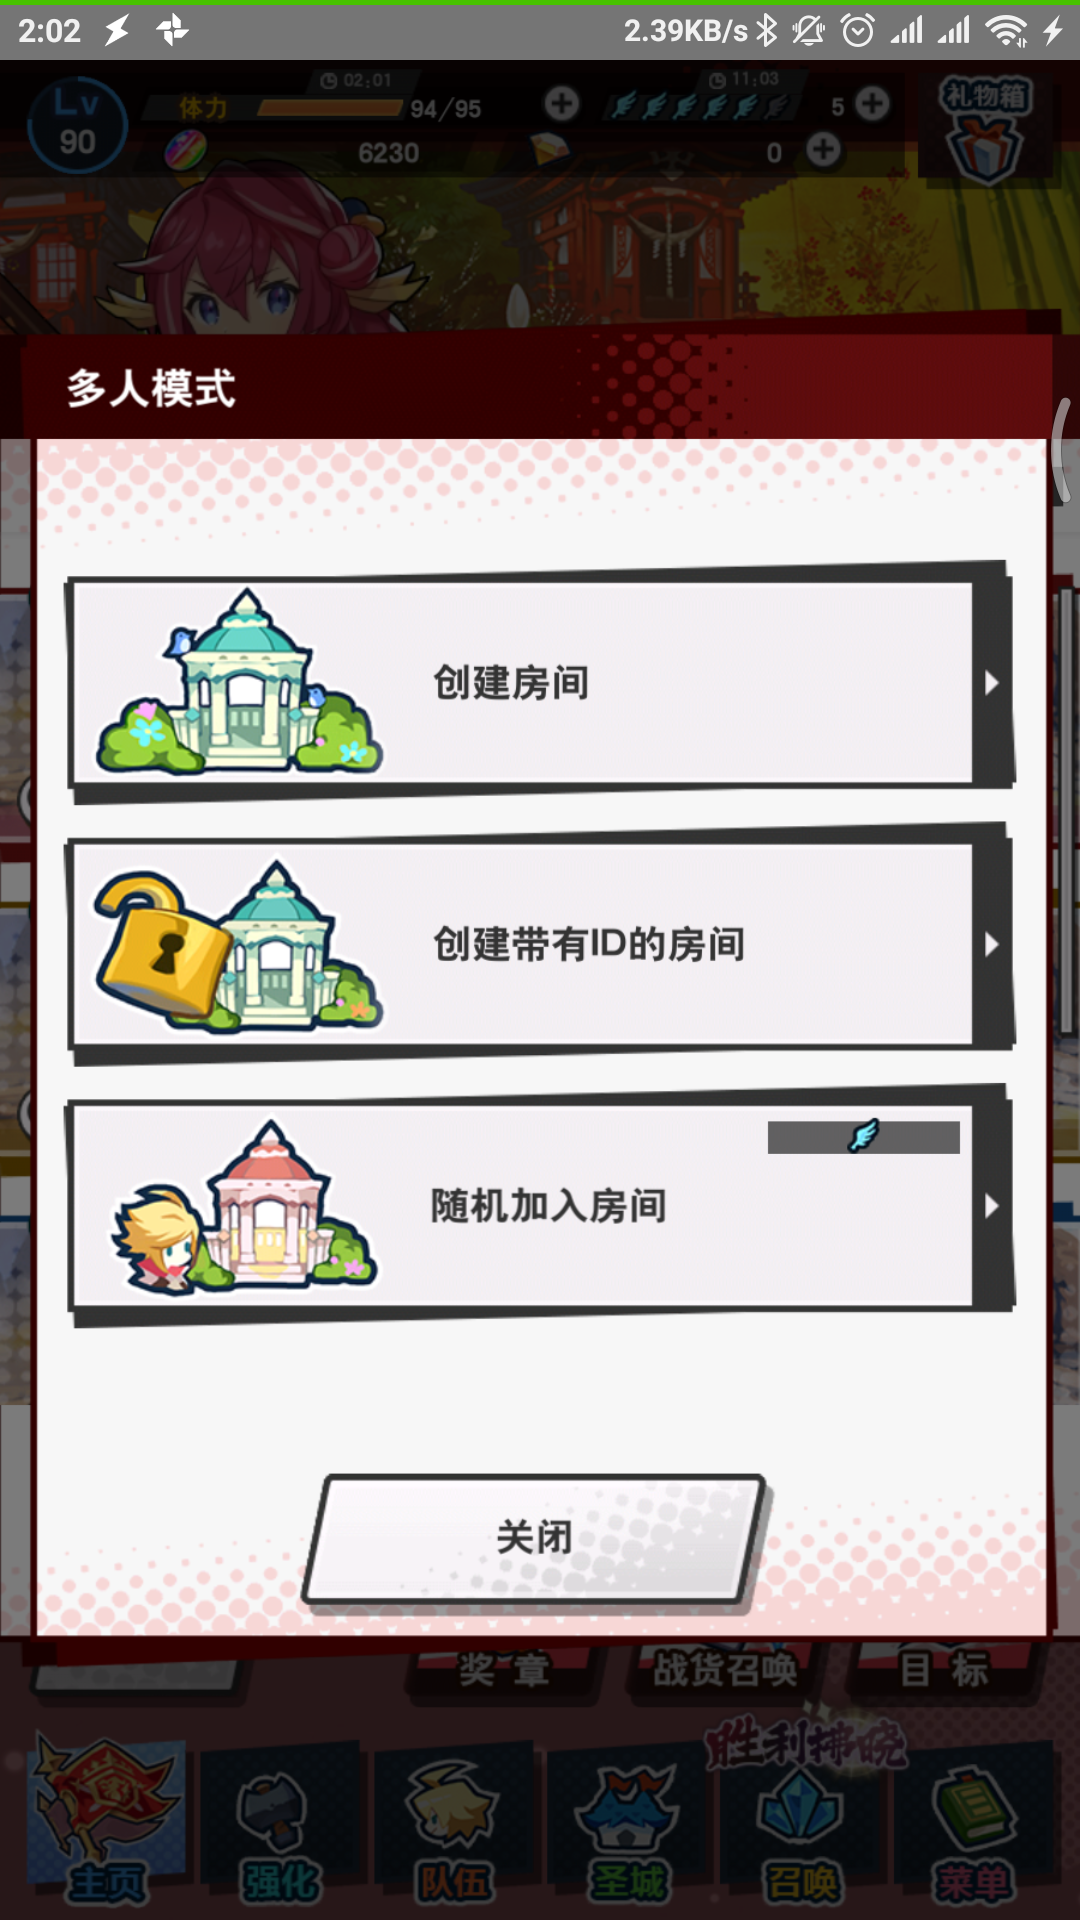 2:02 2.39KB/s
02:01 11:03
Lv 体力 94/95 5 礼物箱
90 6230 0
多人模式
创建房间
创建带有ID的房间
随机加入房间
关闭
奖章 战货召唤 目标
胜利拂晓
主页 强化 队伍 圣城 召唤 菜单